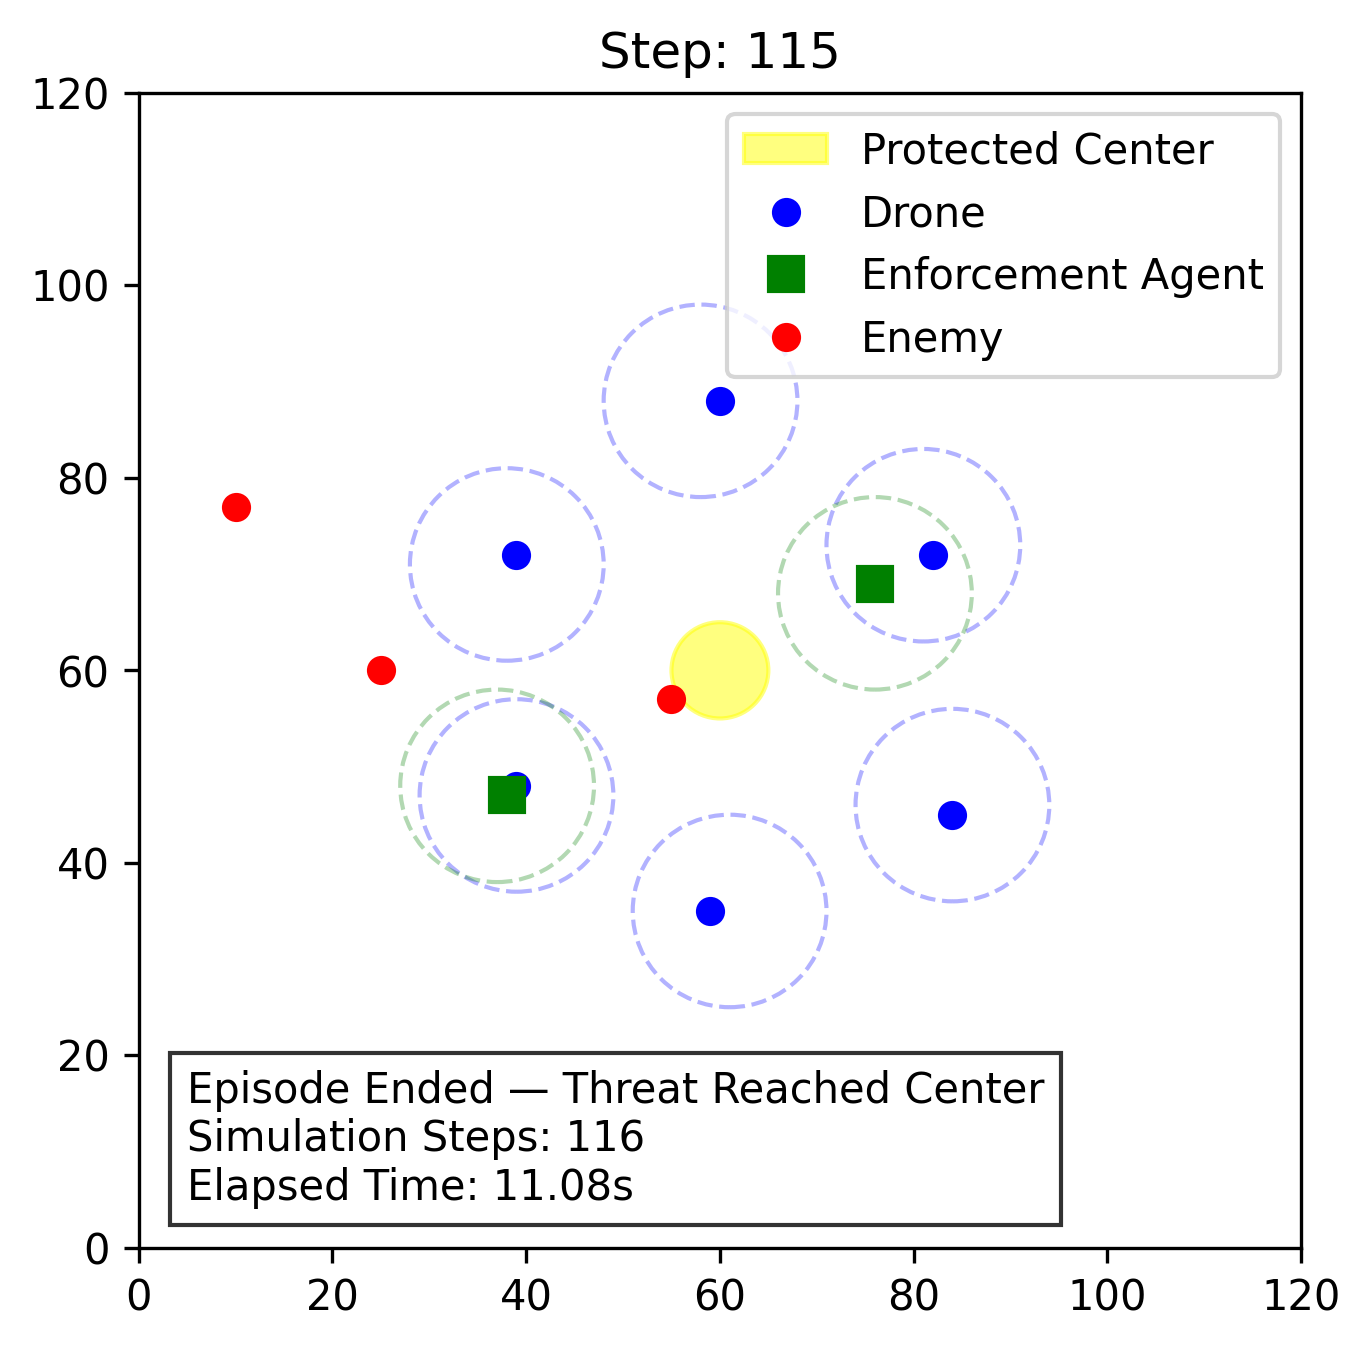 Step: 115
120
100
80
60
40
20
0
Protected Center
Drone
Enforcement Agent
Enemy
Episode Ended — Threat Reached Center
Simulation Steps: 116
Elapsed Time: 11.08s
0 20 40 60 80 100 120